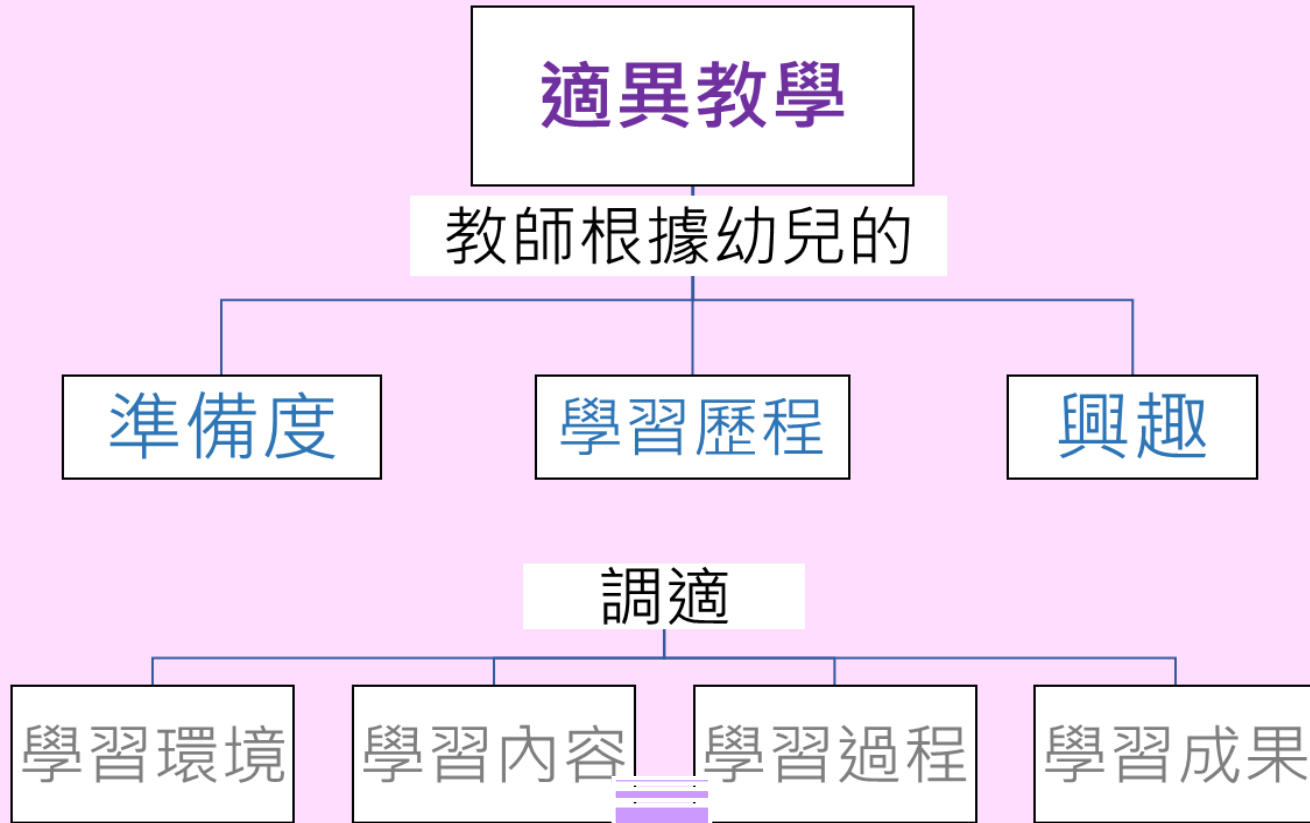 適異教學
教師根據幼兒的
準備度
學習歷程
興趣
調適
學習環境
學習內容
學習過程
學習成果